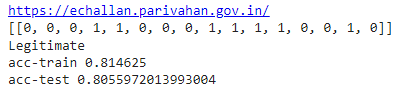 https://echallan.parivahan.gov.in/
[[0, 0, 0, 1, 1, 0, 0, 0, 1, 1, 1, 1, 0, 0, 1, 0]]
Legitimate
acc-train 0.814625
acc-test 0.8055972013993004